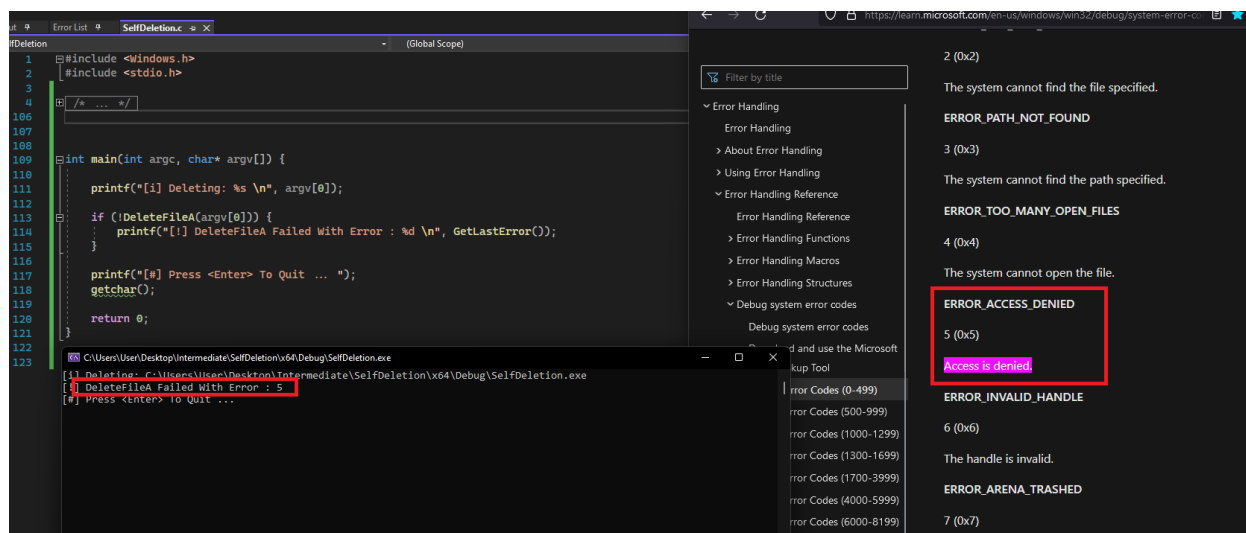 ut
Error List
SelfDeletion.c
lfDeletion
(Global Scope)
1 #include <Windows.h>
2 #include <stdio.h>
3
4 /* ... */
106
107
108
109 int main(int argc, char* argv[]) {
110
111 printf("[i] Deleting: %s \n", argv[0]);
112
113 if (!DeleteFileA(argv[0])) {
114 printf("[!] DeleteFileA Failed With Error : %d \n", GetLastError());
115 }
116
117 printf("[#] Press <Enter> To Quit ... ");
118 getchar();
119
120 return 0;
121 }
122
123
C:\Users\User\Desktop\Intermediate\SelfDeletion\x64\Debug\SelfDeletion.exe
[i] Deleting: C:\Users\User\Desktop\Intermediate\SelfDeletion\x64\Debug\SelfDeletion.exe
[!] DeleteFileA Failed With Error : 5
[#] Press <Enter> To Quit ...
https://learn.microsoft.com/en-us/windows/win32/debug/system-error-co
Filter by title
Error Handling
Error Handling
About Error Handling
Using Error Handling
Error Handling Reference
Error Handling Reference
Error Handling Functions
Error Handling Macros
Error Handling Structures
Debug system error codes
Debug system error codes
d and use the Microsoft
kup Tool
rror Codes (0-499)
rror Codes (500-999)
rror Codes (1000-1299)
rror Codes (1300-1699)
rror Codes (1700-3999)
rror Codes (4000-5999)
rror Codes (6000-8199)
2 (0x2)
The system cannot find the file specified.
ERROR_PATH_NOT_FOUND
3 (0x3)
The system cannot find the path specified.
ERROR_TOO_MANY_OPEN_FILES
4 (0x4)
The system cannot open the file.
ERROR_ACCESS_DENIED
5 (0x5)
Access is denied.
ERROR_INVALID_HANDLE
6 (0x6)
The handle is invalid.
ERROR_ARENA_TRASHED
7 (0x7)